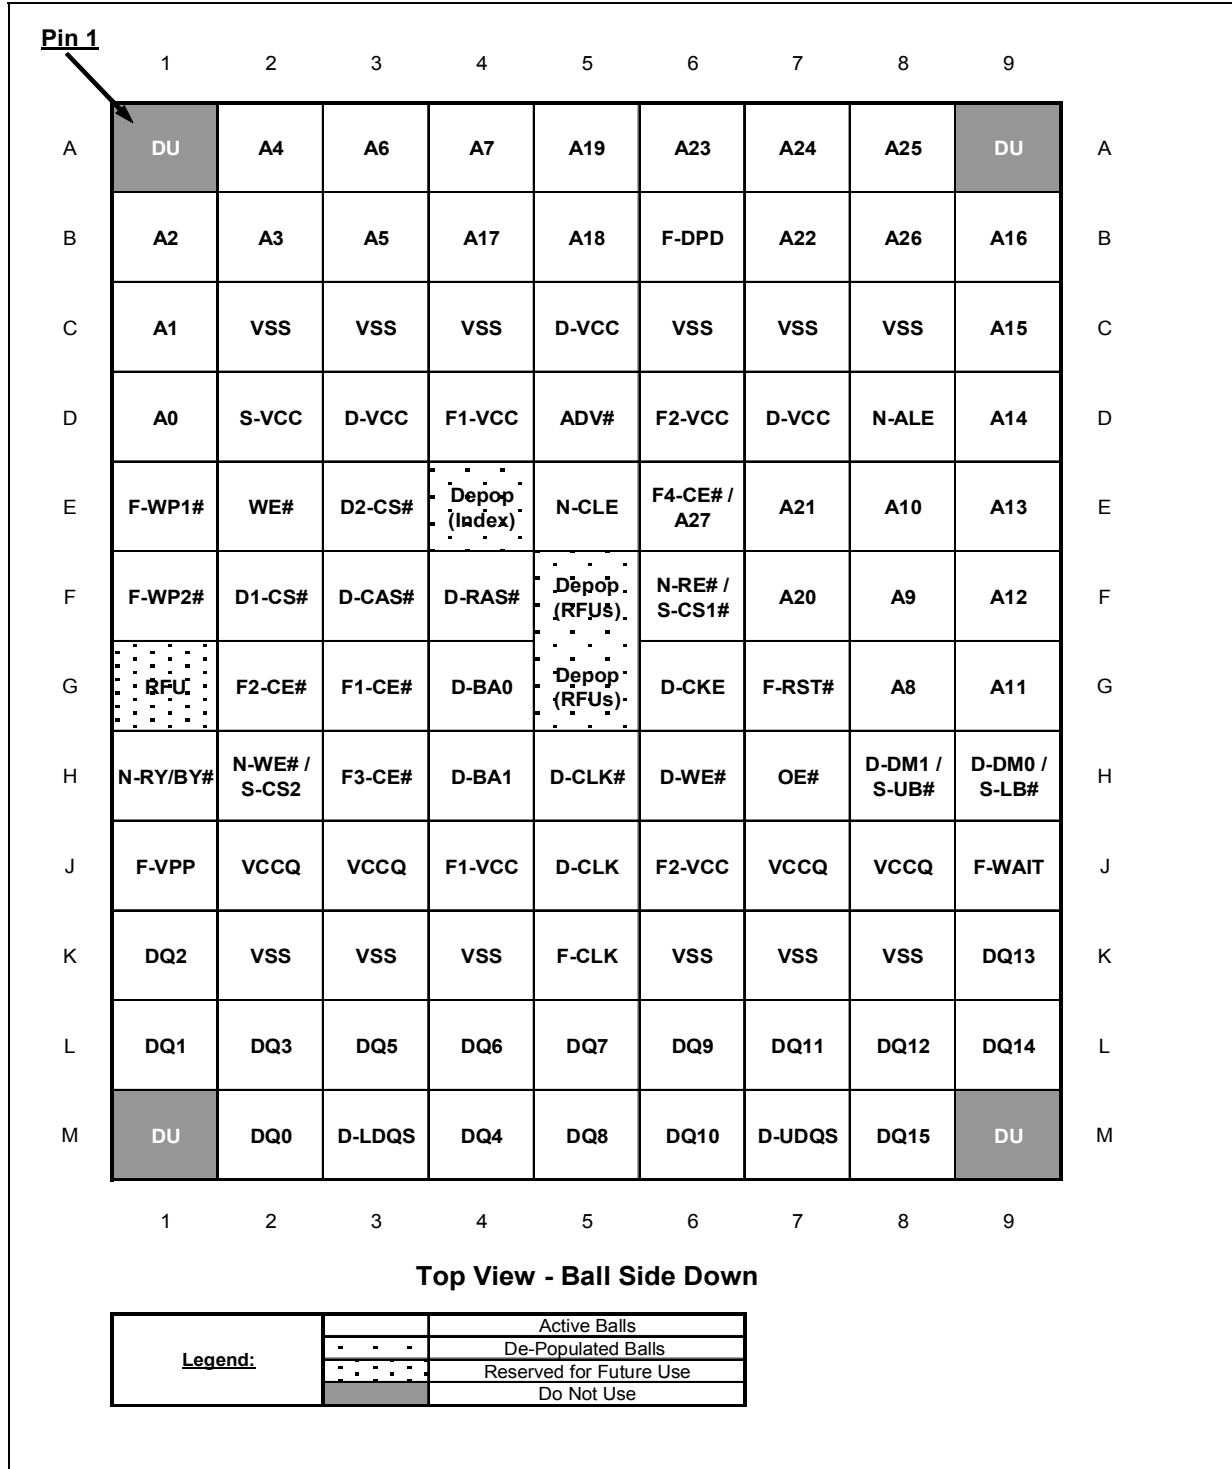 Pin 1
1 2 3 4 5 6 7 8 9
A DU A4 A6 A7 A19 A23 A24 A25 DU A
B A2 A3 A5 A17 A18 F-DPD A22 A26 A16 B
C A1 VSS VSS VSS D-VCC VSS VSS VSS A15 C
D A0 S-VCC D-VCC F1-VCC ADV# F2-VCC D-VCC N-ALE A14 D
E F-WP1# WE# D2-CS# Depop (Index) N-CLE F4-CE# / A27 A21 A10 A13 E
F F-WP2# D1-CS# D-CAS# D-RAS# Depop (RFUs) N-RE# / S-CS1# A20 A9 A12 F
G RFU F2-CE# F1-CE# D-BA0 Depop (RFUs) D-CKE F-RST# A8 A11 G
H N-RY/BY# N-WE# / S-CS2 F3-CE# D-BA1 D-CLK# D-WE# OE# D-DM1 / S-UB# D-DM0 / S-LB# H
J F-VPP VCCQ VCCQ F1-VCC D-CLK F2-VCC VCCQ VCCQ F-WAIT J
K DQ2 VSS VSS VSS F-CLK VSS VSS VSS DQ13 K
L DQ1 DQ3 DQ5 DQ6 DQ7 DQ9 DQ11 DQ12 DQ14 L
M DU DQ0 D-LDQS DQ4 DQ8 DQ10 D-UDQS DQ15 DU M
1 2 3 4 5 6 7 8 9
Top View - Ball Side Down
Legend:
Active Balls
De-Populated Balls
Reserved for Future Use
Do Not Use